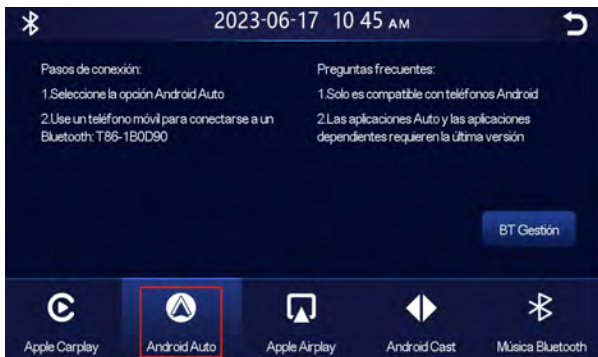 2023-06-17 10 45 AM
Pasos de conexión:
1.Seleccione la opción Android Auto
2.Use un teléfono móvil para conectarse a un
Bluetooth: T86-1B0D90
Preguntas frecuentes:
1.Solo es compatible con teléfonos Android
2.Las aplicaciones Auto y las aplicaciones
dependientes requieren la última versión
BT Gestión
Apple Carplay
Android Auto
Apple Airplay
Android Cast
Música Bluetooth